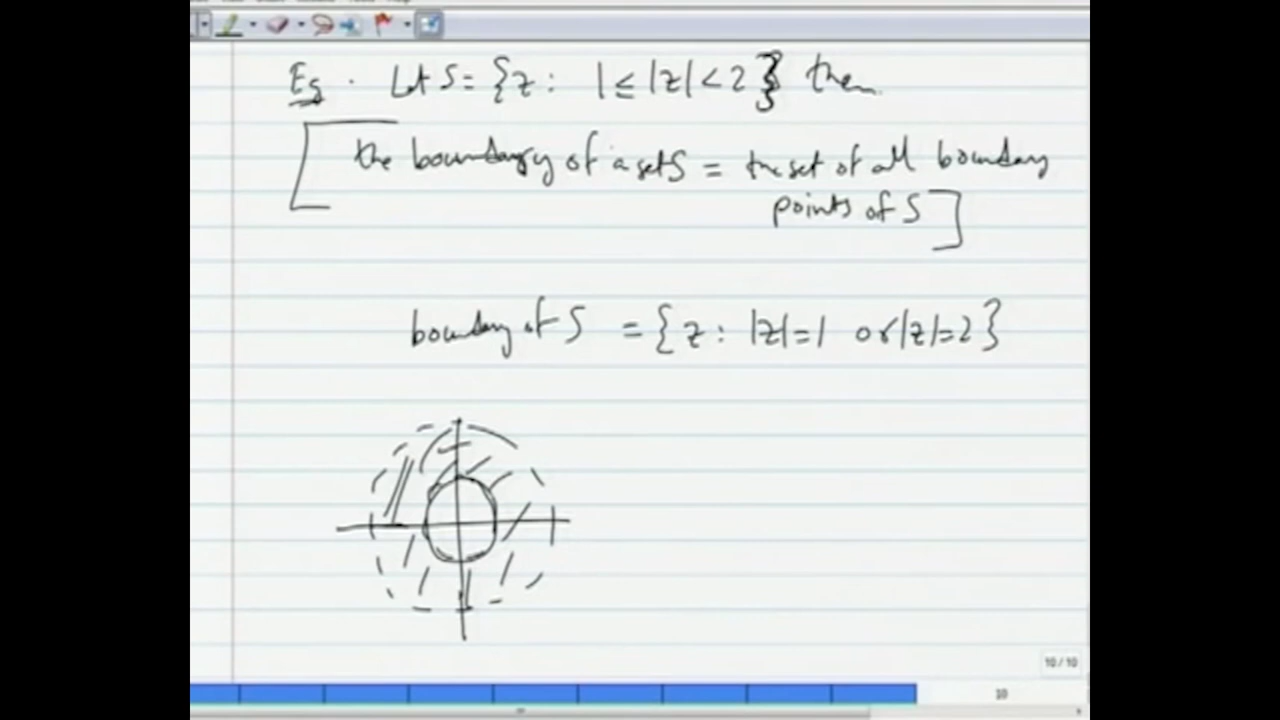 Eg . Let S = {z : 1 ≤ |z| < 2} then
[ the boundary of a set S = the set of all boundary
points of S ]
boundary of S = {z : |z| = 1 or |z| = 2}
10 / 10
10